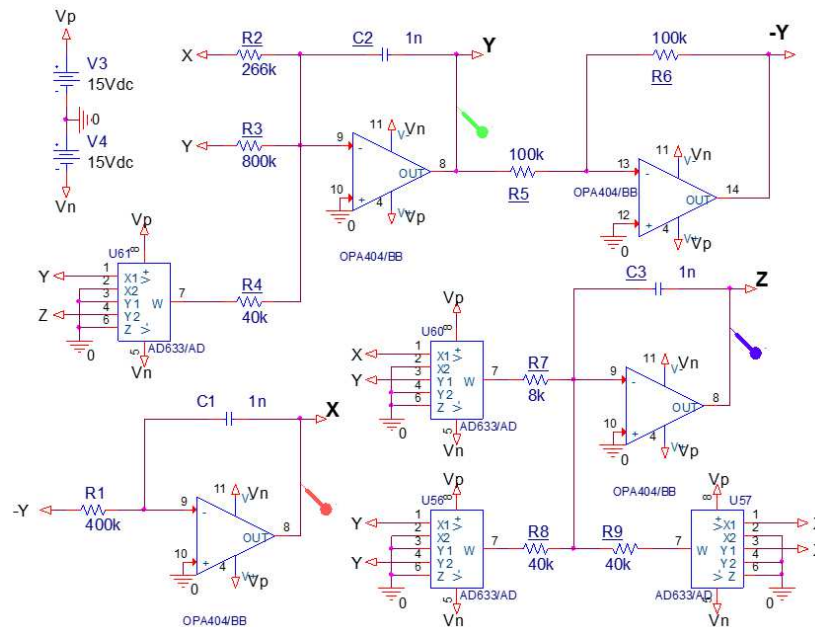 Vp
V3
15Vdc
0
V4
15Vdc
Vn
X
R2
266k
C2
1n
Y
Y
R3
800k
9
-
10
+
0
11
V-
Vn
OUT
8
4
V+
Vp
OPA404/BB
100k
R5
100k
R6
-Y
13
-
12
+
0
11
V-
Vn
OUT
14
4
V+
Vp
OPA404/BB
Vp
U61
8
Y
Z
1
2
3
4
6
X1
X2
Y1
Y2
Z
V+
W
V-
7
5
0
Vn
AD633/AD
R4
40k
C3
1n
Z
Vp
U60
8
X
Y
1
2
3
4
6
X1
X2
Y1
Y2
Z
V+
W
V-
7
5
0
Vn
AD633/AD
R7
8k
9
-
10
+
0
11
V-
Vn
OUT
8
4
V+
Vp
OPA404/BB
C1
1n
X
-Y
R1
400k
9
-
10
+
0
11
V-
Vn
OUT
8
4
V+
Vp
OPA404/BB
Vp
U56
8
Y
Y
1
2
3
4
6
X1
X2
Y1
Y2
Z
V+
W
V-
7
5
0
Vn
AD633/AD
R8
40k
R9
40k
Vp
U57
8
7
W
V+
V-
X1
X2
Y1
Y2
Z
1
2
3
4
6
5
0
Vn
AD633/AD